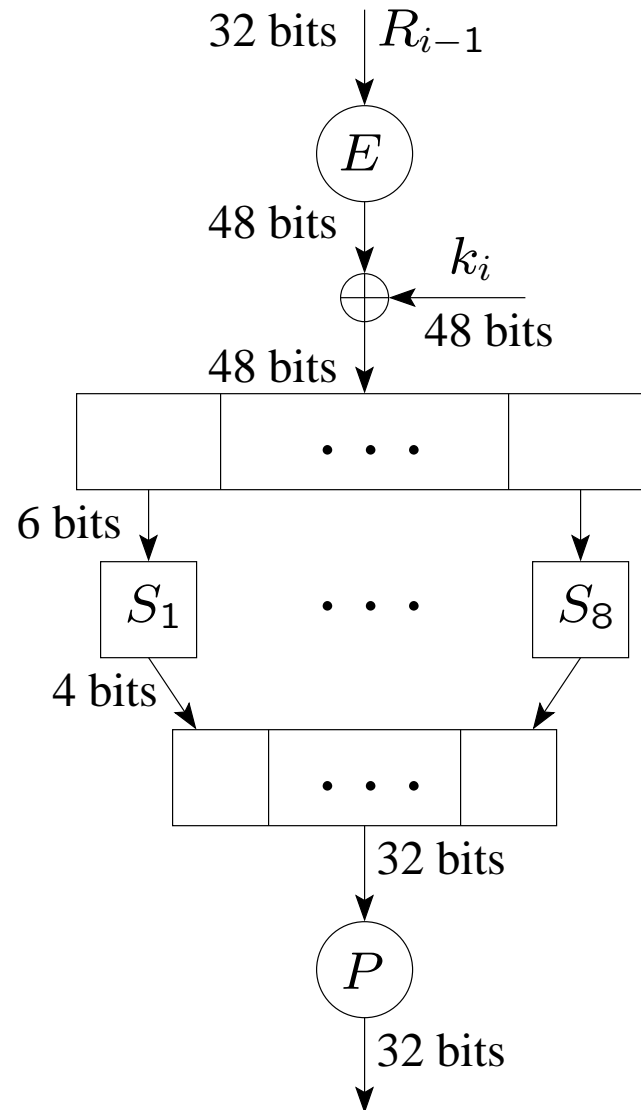 32 bits R_{i−1}
E
48 bits
k_i
48 bits
48 bits
. . .
6 bits
S_1 . . . S_8
4 bits
. . .
32 bits
P
32 bits